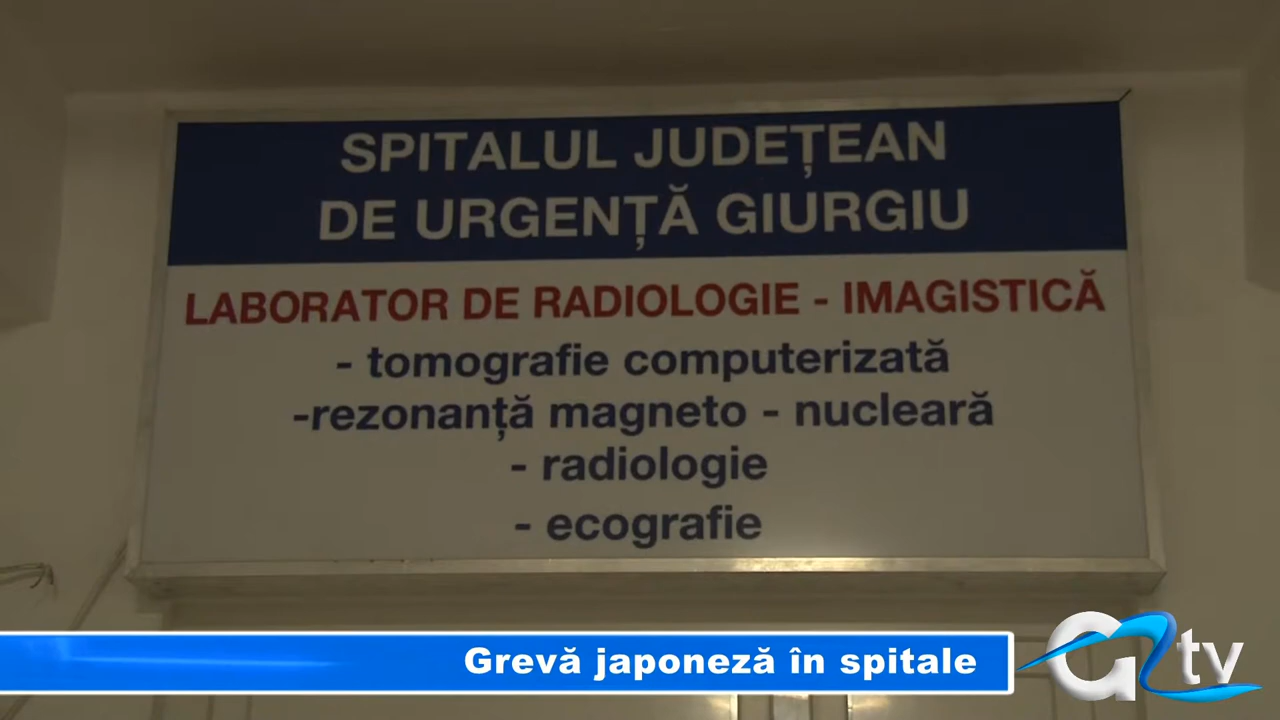 SPITALUL JUDEȚEAN
DE URGENȚĂ GIURGIU
LABORATOR DE RADIOLOGIE - IMAGISTICĂ
- tomografie computerizată
-rezonanță magneto - nucleară
- radiologie
- ecografie
Grevă japoneză în spitale
tv